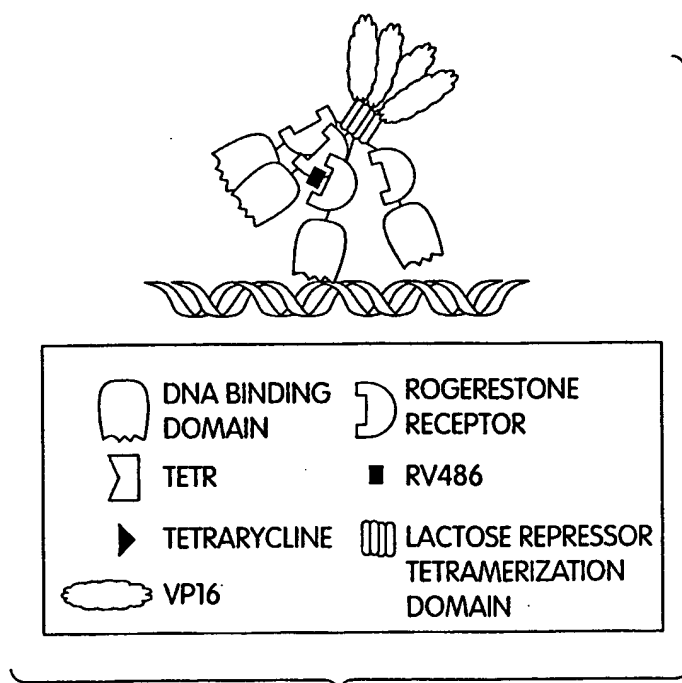 DNA BINDING
DOMAIN
ROGERESTONE
RECEPTOR
TETR
RV486
TETRARYCLINE
LACTOSE REPRESSOR
TETRAMERIZATION
DOMAIN
VP16